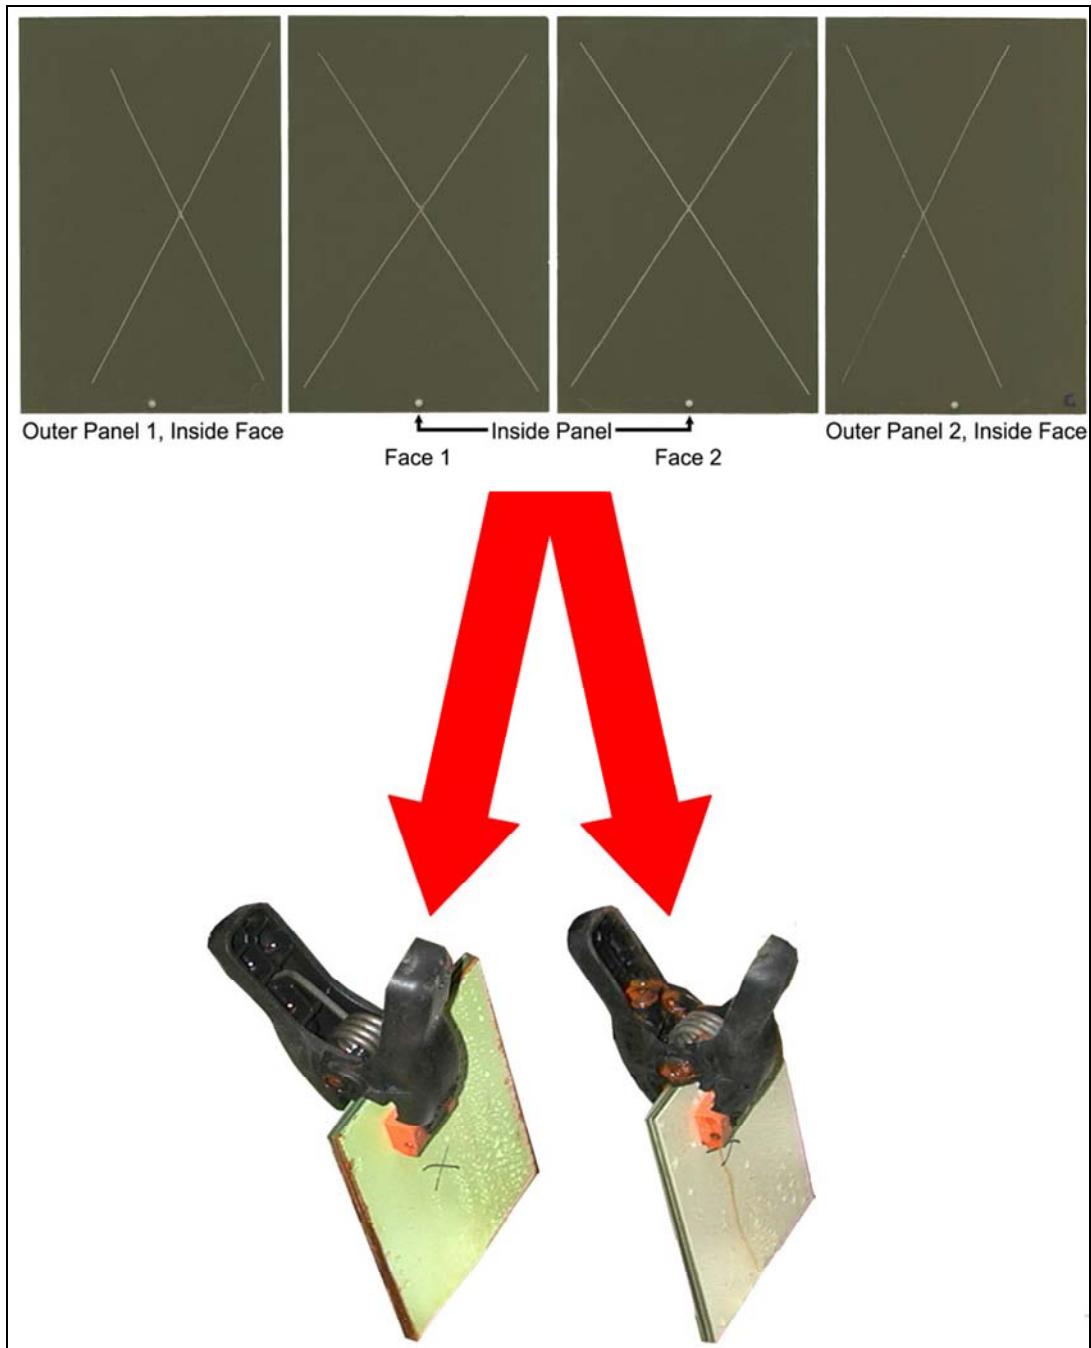 Outer Panel 1, Inside Face
Inside Panel
Outer Panel 2, Inside Face
Face 1
Face 2